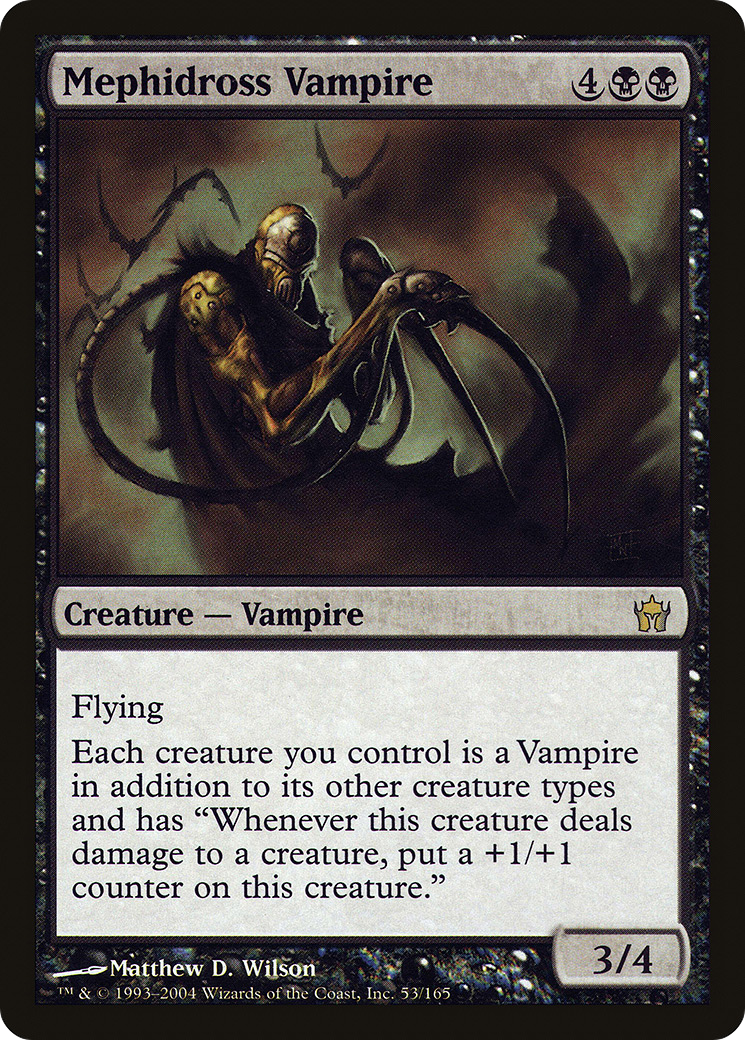 Mephidross Vampire 4
Creature — Vampire
Flying
Each creature you control is a Vampire
in addition to its other creature types
and has “Whenever this creature deals
damage to a creature, put a +1/+1
counter on this creature.”
3/4
Matthew D. Wilson
™ & © 1993–2004 Wizards of the Coast, Inc. 53/165